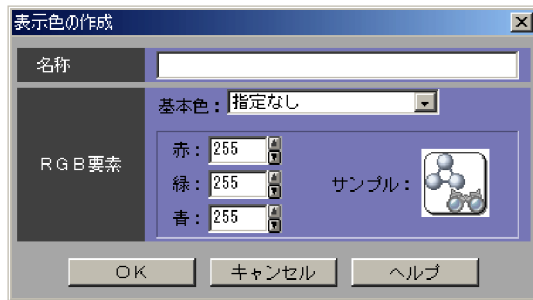 表示色の作成
名称
RGB要素
基本色：指定なし
赤：255
緑：255
青：255
サンプル：
OK キャンセル ヘルプ